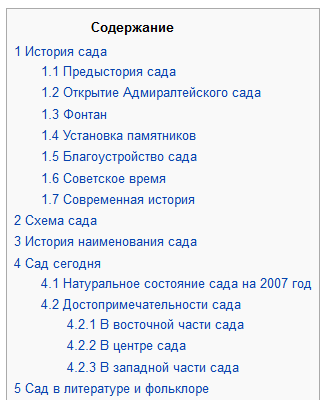 Содержание
1 История сада
1.1 Предыстория сада
1.2 Открытие Адмиралтейского сада
1.3 Фонтан
1.4 Установка памятников
1.5 Благоустройство сада
1.6 Советское время
1.7 Современная история
2 Схема сада
3 История наименования сада
4 Сад сегодня
4.1 Натуральное состояние сада на 2007 год
4.2 Достопримечательности сада
4.2.1 В восточной части сада
4.2.2 В центре сада
4.2.3 В западной части сада
5 Сад в литературе и фольклоре